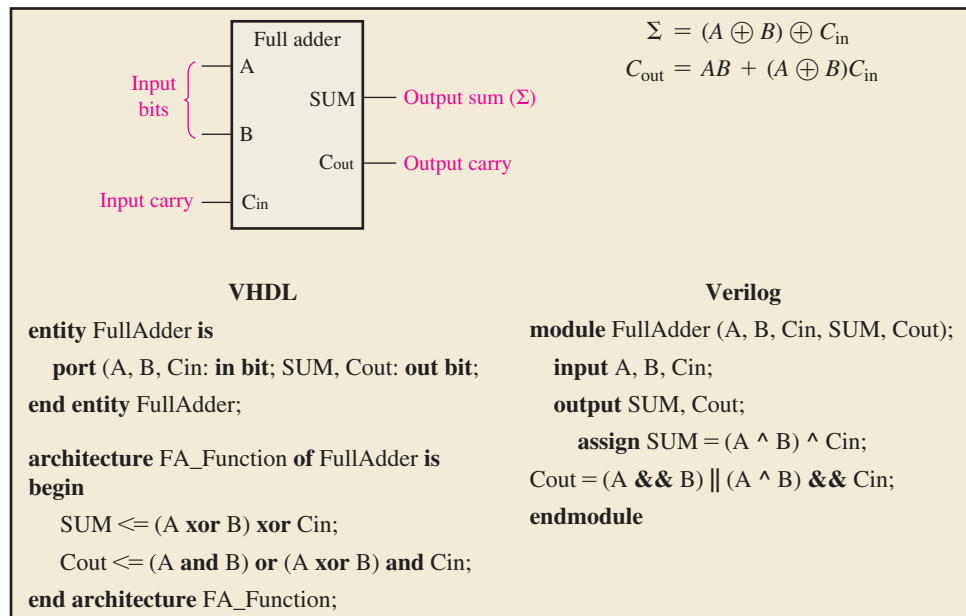 Full adder
A
Input
bits
B
SUM
Output sum (Σ)
Cout
Output carry
Input carry
Cin
Σ = (A ⊕ B) ⊕ Cin
Cout = AB + (A ⊕ B)Cin
VHDL
entity FullAdder is
port (A, B, Cin: in bit; SUM, Cout: out bit;
end entity FullAdder;
architecture FA_Function of FullAdder is
begin
SUM <= (A xor B) xor Cin;
Cout <= (A and B) or (A xor B) and Cin;
end architecture FA_Function;
Verilog
module FullAdder (A, B, Cin, SUM, Cout);
input A, B, Cin;
output SUM, Cout;
assign SUM = (A ^ B) ^ Cin;
Cout = (A && B) || (A ^ B) && Cin;
endmodule